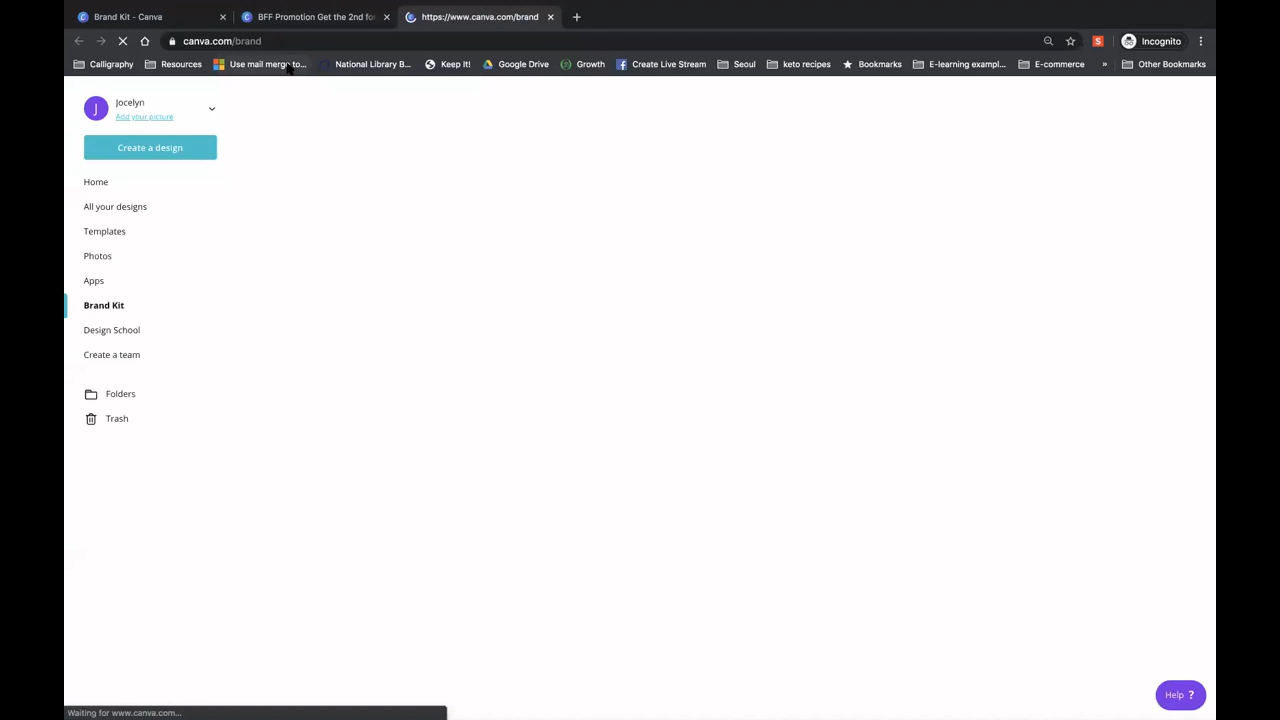 Brand Kit - Canva
BFF Promotion Get the 2nd for
https://www.canva.com/brand
canva.com/brand
Incognito
Calligraphy
Resources
Use mail merge to...
National Library B...
Keep It!
Google Drive
Growth
Create Live Stream
Seoul
keto recipes
Bookmarks
E-learning exampl...
E-commerce
»
Other Bookmarks
J
Jocelyn
Add your picture
Create a design
Home
All your designs
Templates
Photos
Apps
Brand Kit
Design School
Create a team
Folders
Trash
Help ?
Waiting for www.canva.com...